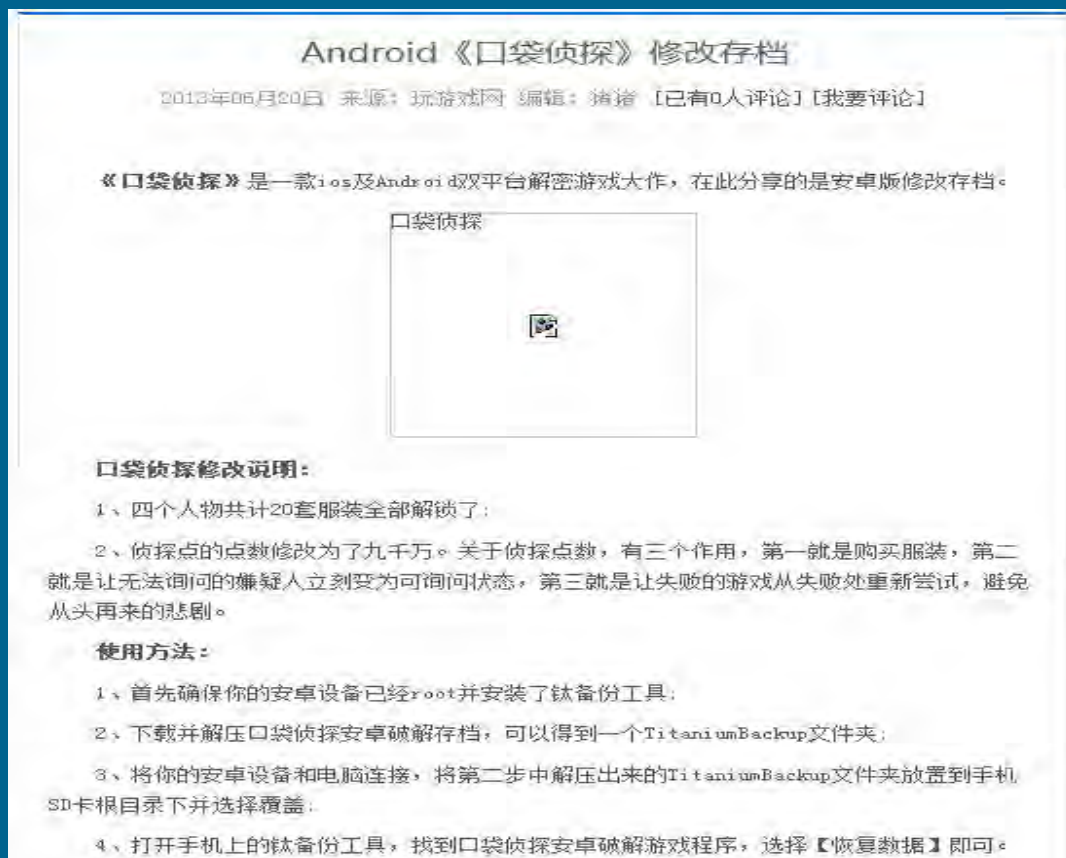 Android《口袋侦探》修改存档
2013年06月20日 来源：玩游戏网 编辑：猪猪 [已有0人评论] [我要评论]
《口袋侦探》是一款ios及Android双平台解密游戏大作，在此分享的是安卓版修改存档。
口袋侦探
口袋侦探修改说明：
1、四个人物共计20套服装全部解锁了；
2、侦探点的点数修改为了九千万。关于侦探点数，有三个作用，第一就是购买服装，第二
就是让无法询问的嫌疑人立刻变为可询问状态，第三就是让失败的游戏从失败处重新尝试，避免
从头再来的悲剧。
使用方法：
1、首先确保你的安卓设备已经root并安装了钛备份工具；
2、下载并解压口袋侦探安卓破解存档，可以得到一个TitaniumBackup文件夹；
3、将你的安卓设备和电脑连接，将第二步中解压出来的TitaniumBackup文件夹放置到手机
SD卡根目录下并选择覆盖；
4、打开手机上的钛备份工具，找到口袋侦探安卓破解游戏程序，选择【恢复数据】即可。